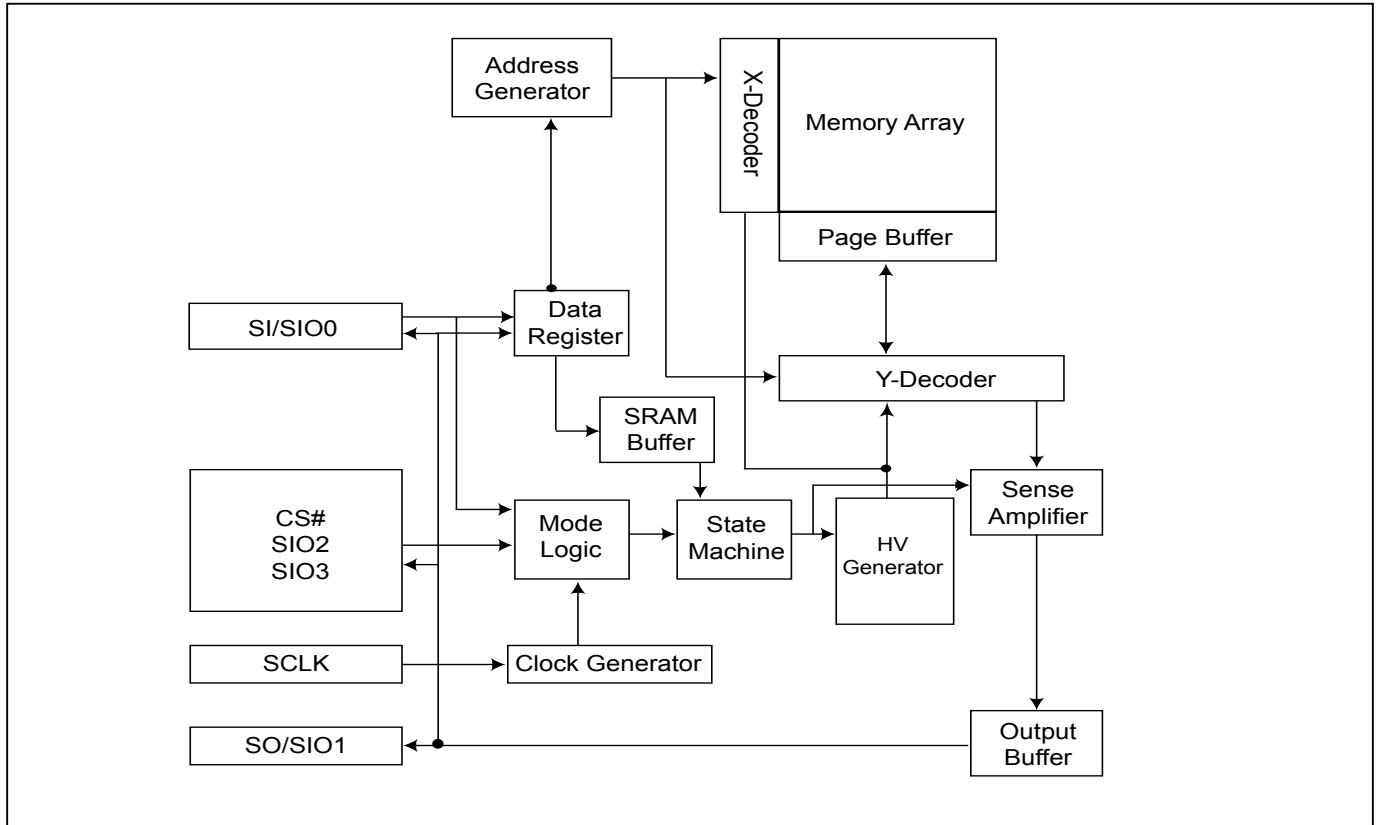 Address
Generator
X-Decoder
Memory Array
Page Buffer
SI/SIO0
Data
Register
Y-Decoder
SRAM
Buffer
CS#
SIO2
SIO3
Mode
Logic
State
Machine
HV
Generator
Sense
Amplifier
SCLK
Clock Generator
SO/SIO1
Output
Buffer